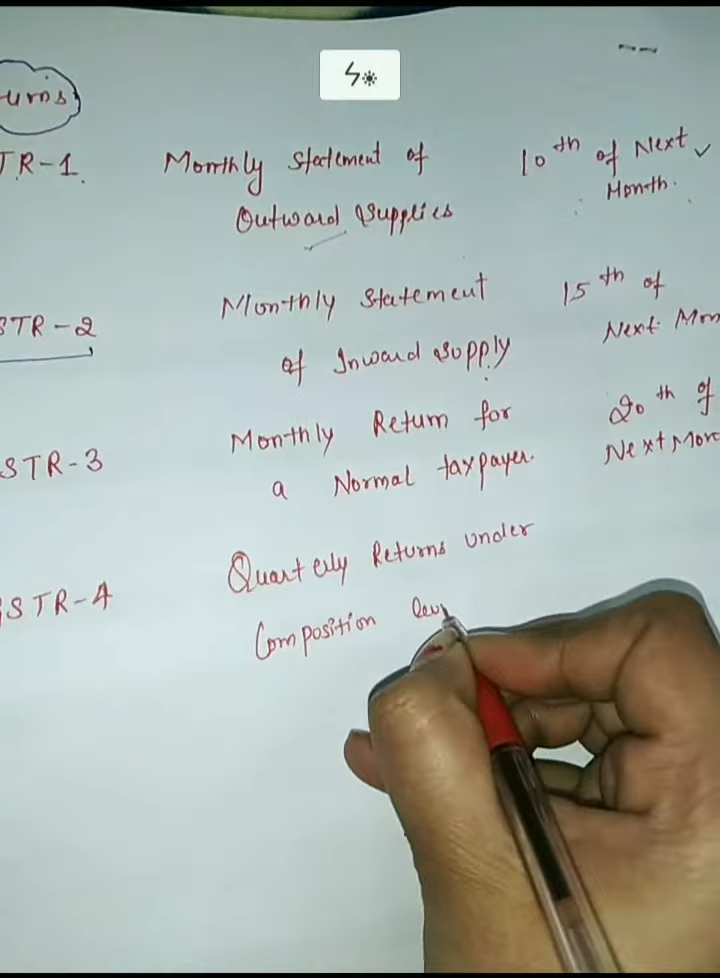 urns
TR-1. Monthly Statement of 10th of Next
Outward Supplies Month.
STR-2 Monthly Statement 15th of
of Inward Supply Next Mon
STR-3 Monthly Return for 20th of
a Normal taxpayer. Next Mon
GSTR-4 Quarterly Returns under
Composition lev